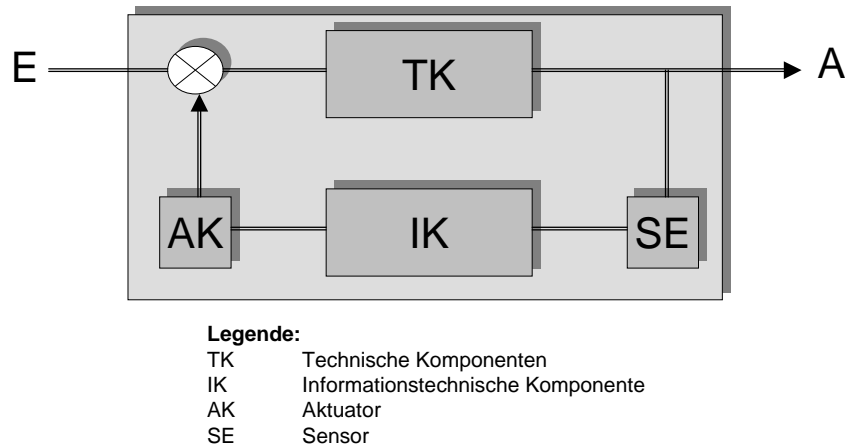 E TK A
AK IK SE
Legende:
TK Technische Komponenten
IK Informationstechnische Komponente
AK Aktuator
SE Sensor